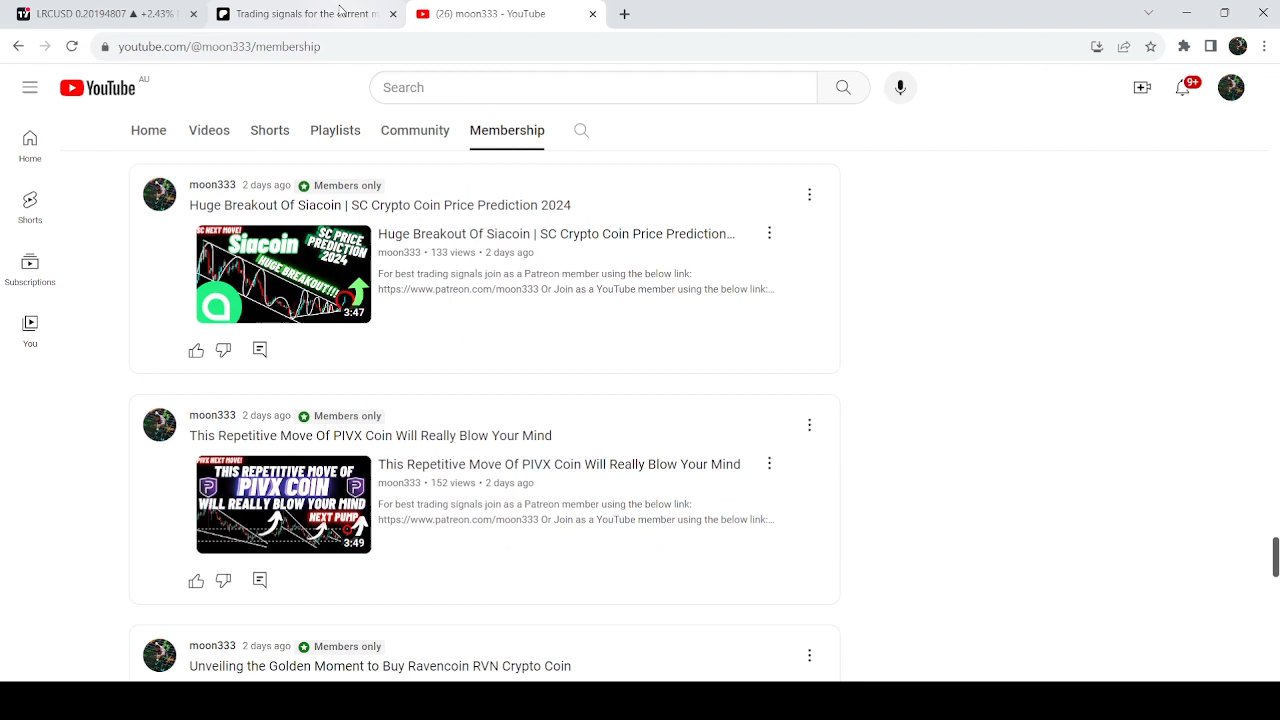 LRCUSD 0.20194807 ▲ +2.43%
Trading signals for the current m
(26) moon333 - YouTube
youtube.com/@moon333/membership
YouTube AU
Search
9+
Home Videos Shorts Playlists Community Membership
Home
Shorts
Subscriptions
You
moon333 2 days ago Members only
Huge Breakout Of Siacoin | SC Crypto Coin Price Prediction 2024
SC NEXT MOVE!
Siacoin
SC PRICE
PREDICTION
2024
HUGE BREAKOUT!!!
3:47
Huge Breakout Of Siacoin | SC Crypto Coin Price Prediction...
moon333 • 133 views • 2 days ago
For best trading signals join as a Patreon member using the below link:
https://www.patreon.com/moon333 Or Join as a YouTube member using the below link:...
moon333 2 days ago Members only
This Repetitive Move Of PIVX Coin Will Really Blow Your Mind
PIVX NEXT MOVE!
THIS REPETITIVE MOVE OF
PIVX COIN
WILL REALLY BLOW YOUR MIND
NEXT PUMP
3:49
This Repetitive Move Of PIVX Coin Will Really Blow Your Mind
moon333 • 152 views • 2 days ago
For best trading signals join as a Patreon member using the below link:
https://www.patreon.com/moon333 Or Join as a YouTube member using the below link:...
moon333 2 days ago Members only
Unveiling the Golden Moment to Buy Ravencoin RVN Crypto Coin